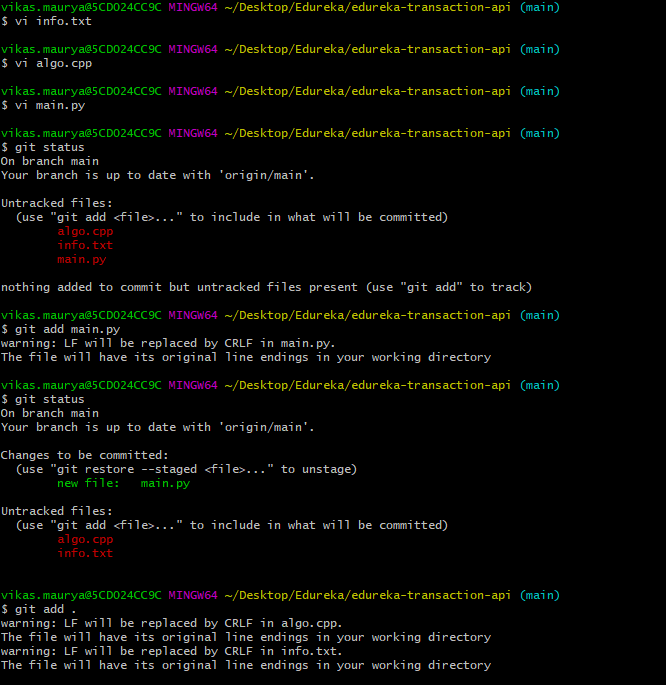 vikas.maurya@5CD024CC9C MINGW64 ~/Desktop/Edureka/edureka-transaction-api (main)
$ vi info.txt

vikas.maurya@5CD024CC9C MINGW64 ~/Desktop/Edureka/edureka-transaction-api (main)
$ vi algo.cpp

vikas.maurya@5CD024CC9C MINGW64 ~/Desktop/Edureka/edureka-transaction-api (main)
$ vi main.py

vikas.maurya@5CD024CC9C MINGW64 ~/Desktop/Edureka/edureka-transaction-api (main)
$ git status
On branch main
Your branch is up to date with 'origin/main'.

Untracked files:
  (use "git add <file>..." to include in what will be committed)
        algo.cpp
        info.txt
        main.py

nothing added to commit but untracked files present (use "git add" to track)

vikas.maurya@5CD024CC9C MINGW64 ~/Desktop/Edureka/edureka-transaction-api (main)
$ git add main.py
warning: LF will be replaced by CRLF in main.py.
The file will have its original line endings in your working directory

vikas.maurya@5CD024CC9C MINGW64 ~/Desktop/Edureka/edureka-transaction-api (main)
$ git status
On branch main
Your branch is up to date with 'origin/main'.

Changes to be committed:
  (use "git restore --staged <file>..." to unstage)
        new file:   main.py

Untracked files:
  (use "git add <file>..." to include in what will be committed)
        algo.cpp
        info.txt

vikas.maurya@5CD024CC9C MINGW64 ~/Desktop/Edureka/edureka-transaction-api (main)
$ git add .
warning: LF will be replaced by CRLF in algo.cpp.
The file will have its original line endings in your working directory
warning: LF will be replaced by CRLF in info.txt.
The file will have its original line endings in your working directory